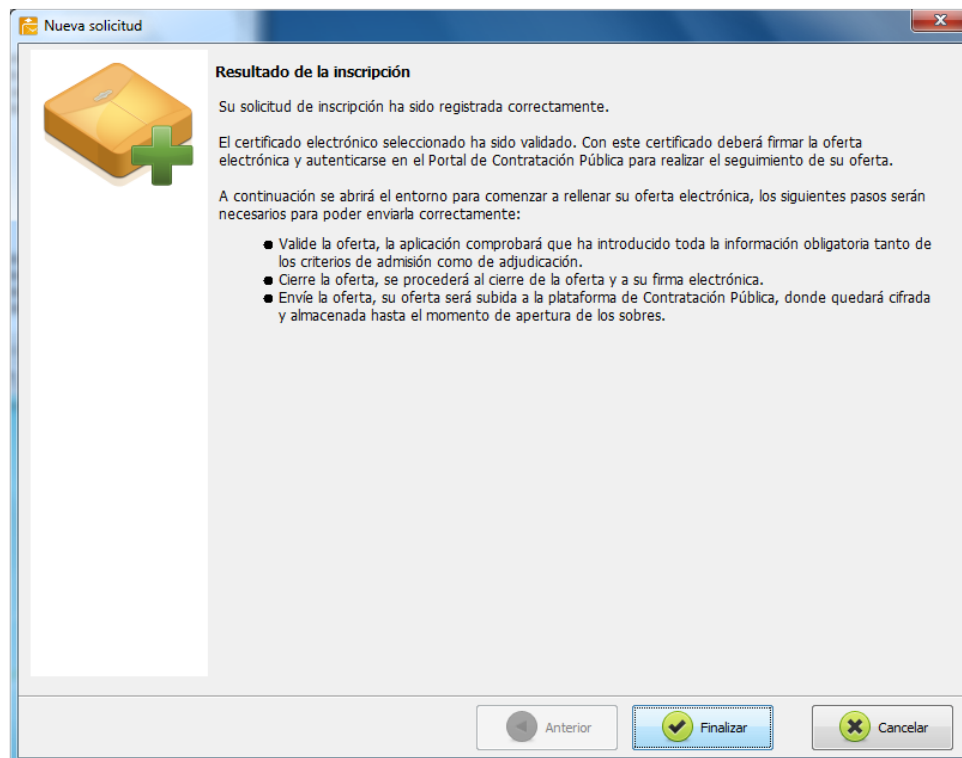 Nueva solicitud
Resultado de la inscripción
Su solicitud de inscripción ha sido registrada correctamente.
El certificado electrónico seleccionado ha sido validado. Con este certificado deberá firmar la oferta
electrónica y autenticarse en el Portal de Contratación Pública para realizar el seguimiento de su oferta.
A continuación se abrirá el entorno para comenzar a rellenar su oferta electrónica, los siguientes pasos serán
necesarios para poder enviarla correctamente:
● Valide la oferta, la aplicación comprobará que ha introducido toda la información obligatoria tanto de
los criterios de admisión como de adjudicación.
● Cierre la oferta, se procederá al cierre de la oferta y a su firma electrónica.
● Envíe la oferta, su oferta será subida a la plataforma de Contratación Pública, donde quedará cifrada
y almacenada hasta el momento de apertura de los sobres.
Anterior
Finalizar
Cancelar